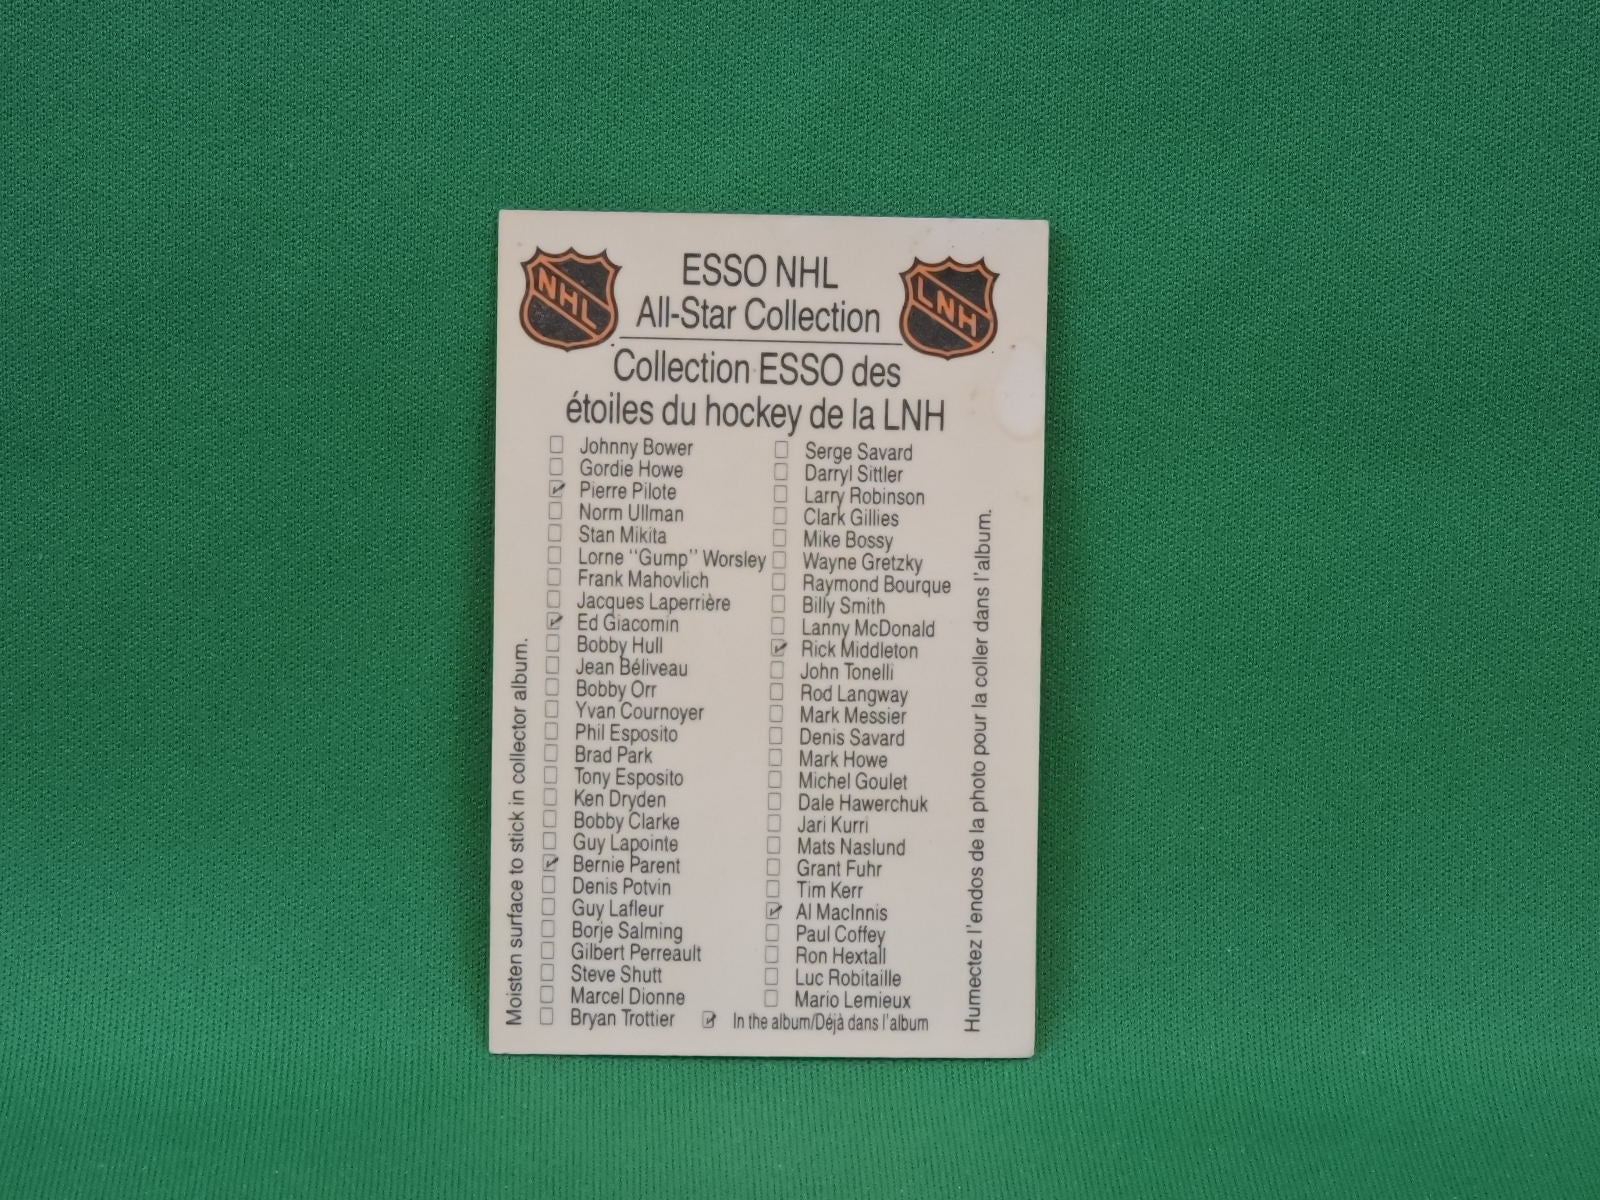 NHL
LNH
ESSO NHL
All-Star Collection
Collection ESSO des
étoiles du hockey de la LNH
Johnny Bower
Gordie Howe
Pierre Pilote
Norm Ullman
Stan Mikita
Lorne "Gump" Worsley
Frank Mahovlich
Jacques Laperrière
Ed Giacomin
Bobby Hull
Jean Béliveau
Bobby Orr
Yvan Cournoyer
Phil Esposito
Brad Park
Tony Esposito
Ken Dryden
Bobby Clarke
Guy Lapointe
Bernie Parent
Denis Potvin
Guy Lafleur
Borje Salming
Gilbert Perreault
Steve Shutt
Marcel Dionne
Bryan Trottier
Serge Savard
Darryl Sittler
Larry Robinson
Clark Gillies
Mike Bossy
Wayne Gretzky
Raymond Bourque
Billy Smith
Lanny McDonald
Rick Middleton
John Tonelli
Rod Langway
Mark Messier
Denis Savard
Mark Howe
Michel Goulet
Dale Hawerchuk
Jari Kurri
Mats Naslund
Grant Fuhr
Tim Kerr
Al MacInnis
Paul Coffey
Ron Hextall
Luc Robitaille
Mario Lemieux
In the album/Déjà dans l'album
Moisten surface to stick in collector album.
Humectez l'endos de la photo pour la coller dans l'album.